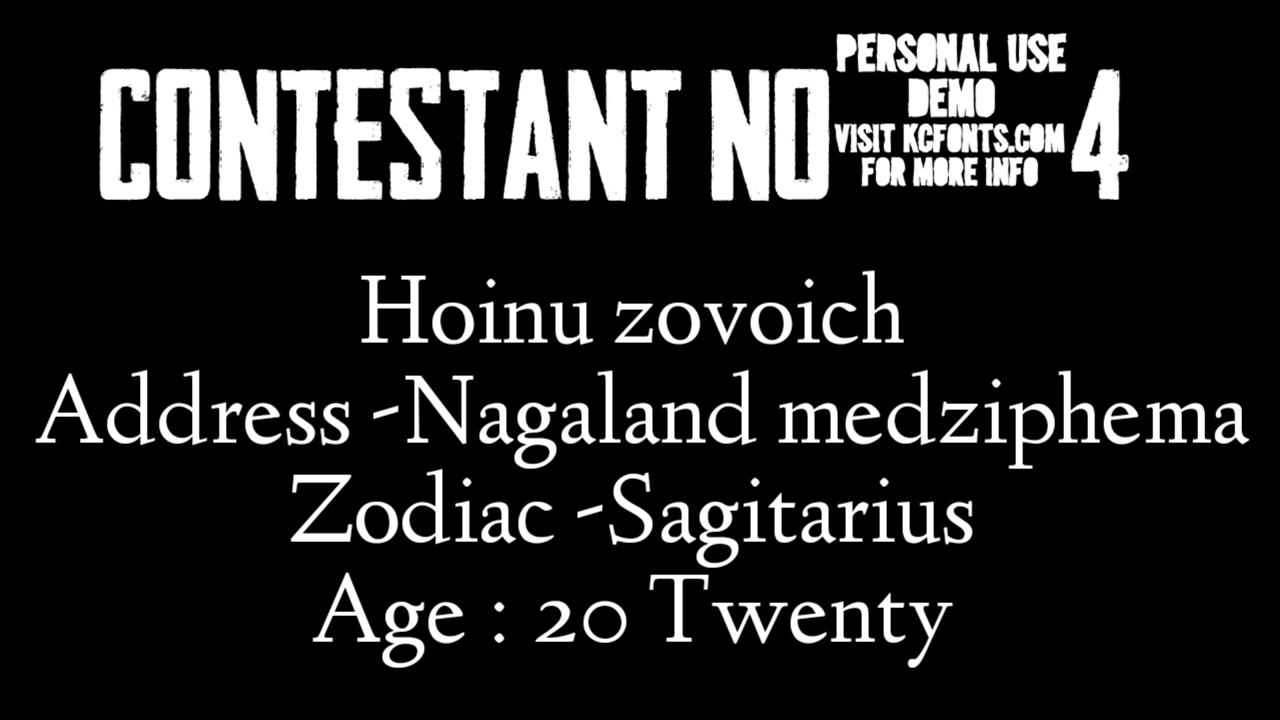 CONTESTANT NO PERSONAL USE DEMO VISIT KCFONTS.COM FOR MORE INFO 4
Hoinu zovoich
Address -Nagaland medziphema
Zodiac -Sagitarius
Age : 20 Twenty